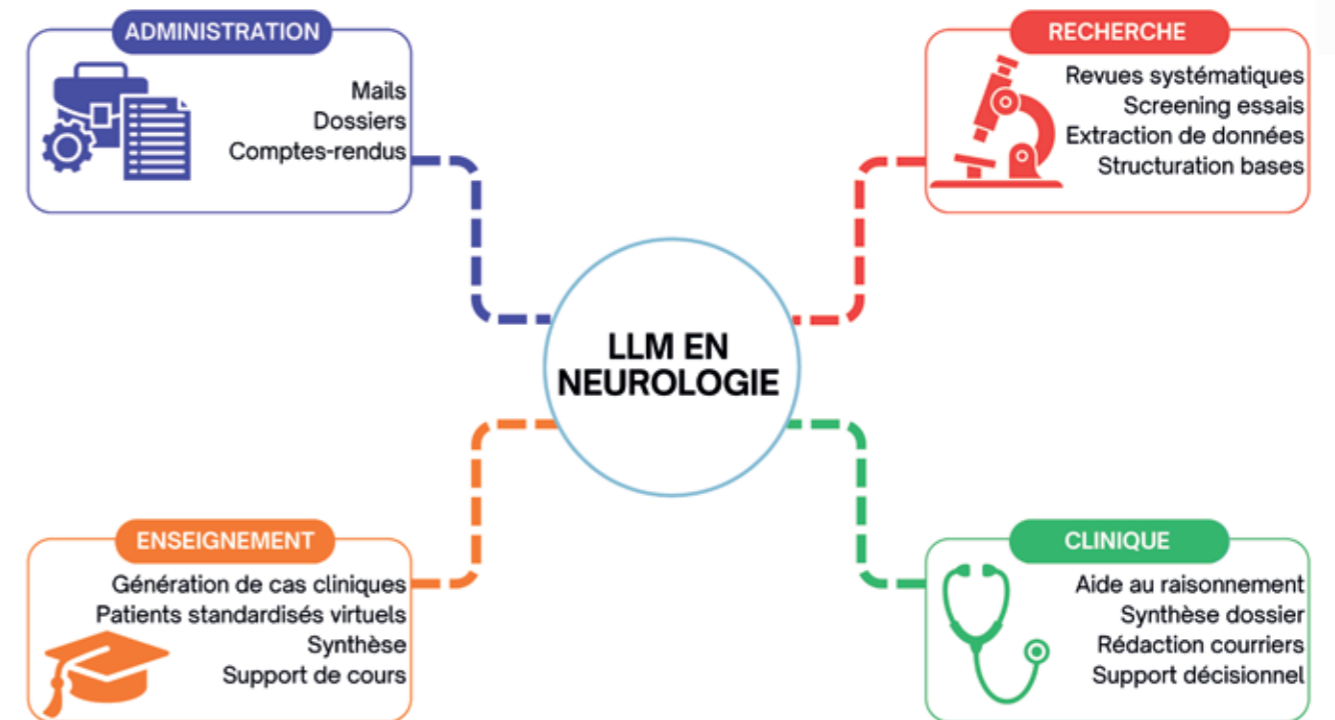 ADMINISTRATION
Mails
Dossiers
Comptes-rendus
RECHERCHE
Revues systématiques
Screening essais
Extraction de données
Structuration bases
LLM EN
NEUROLOGIE
ENSEIGNEMENT
Génération de cas cliniques
Patients standardisés virtuels
Synthèse
Support de cours
CLINIQUE
Aide au raisonnement
Synthèse dossier
Rédaction courriers
Support décisionnel